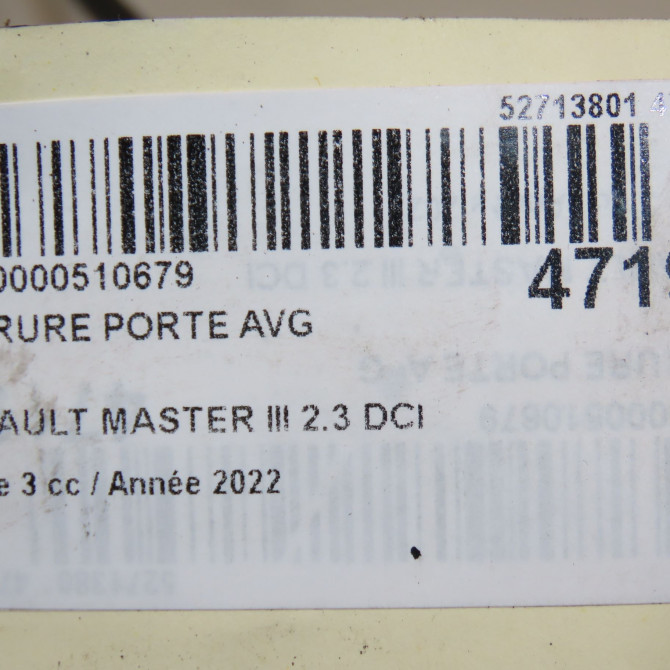 52713801 4
0000510679
4719
RURE PORTE AVG
AULT MASTER III 2.3 DCI
e 3 cc / Année 2022